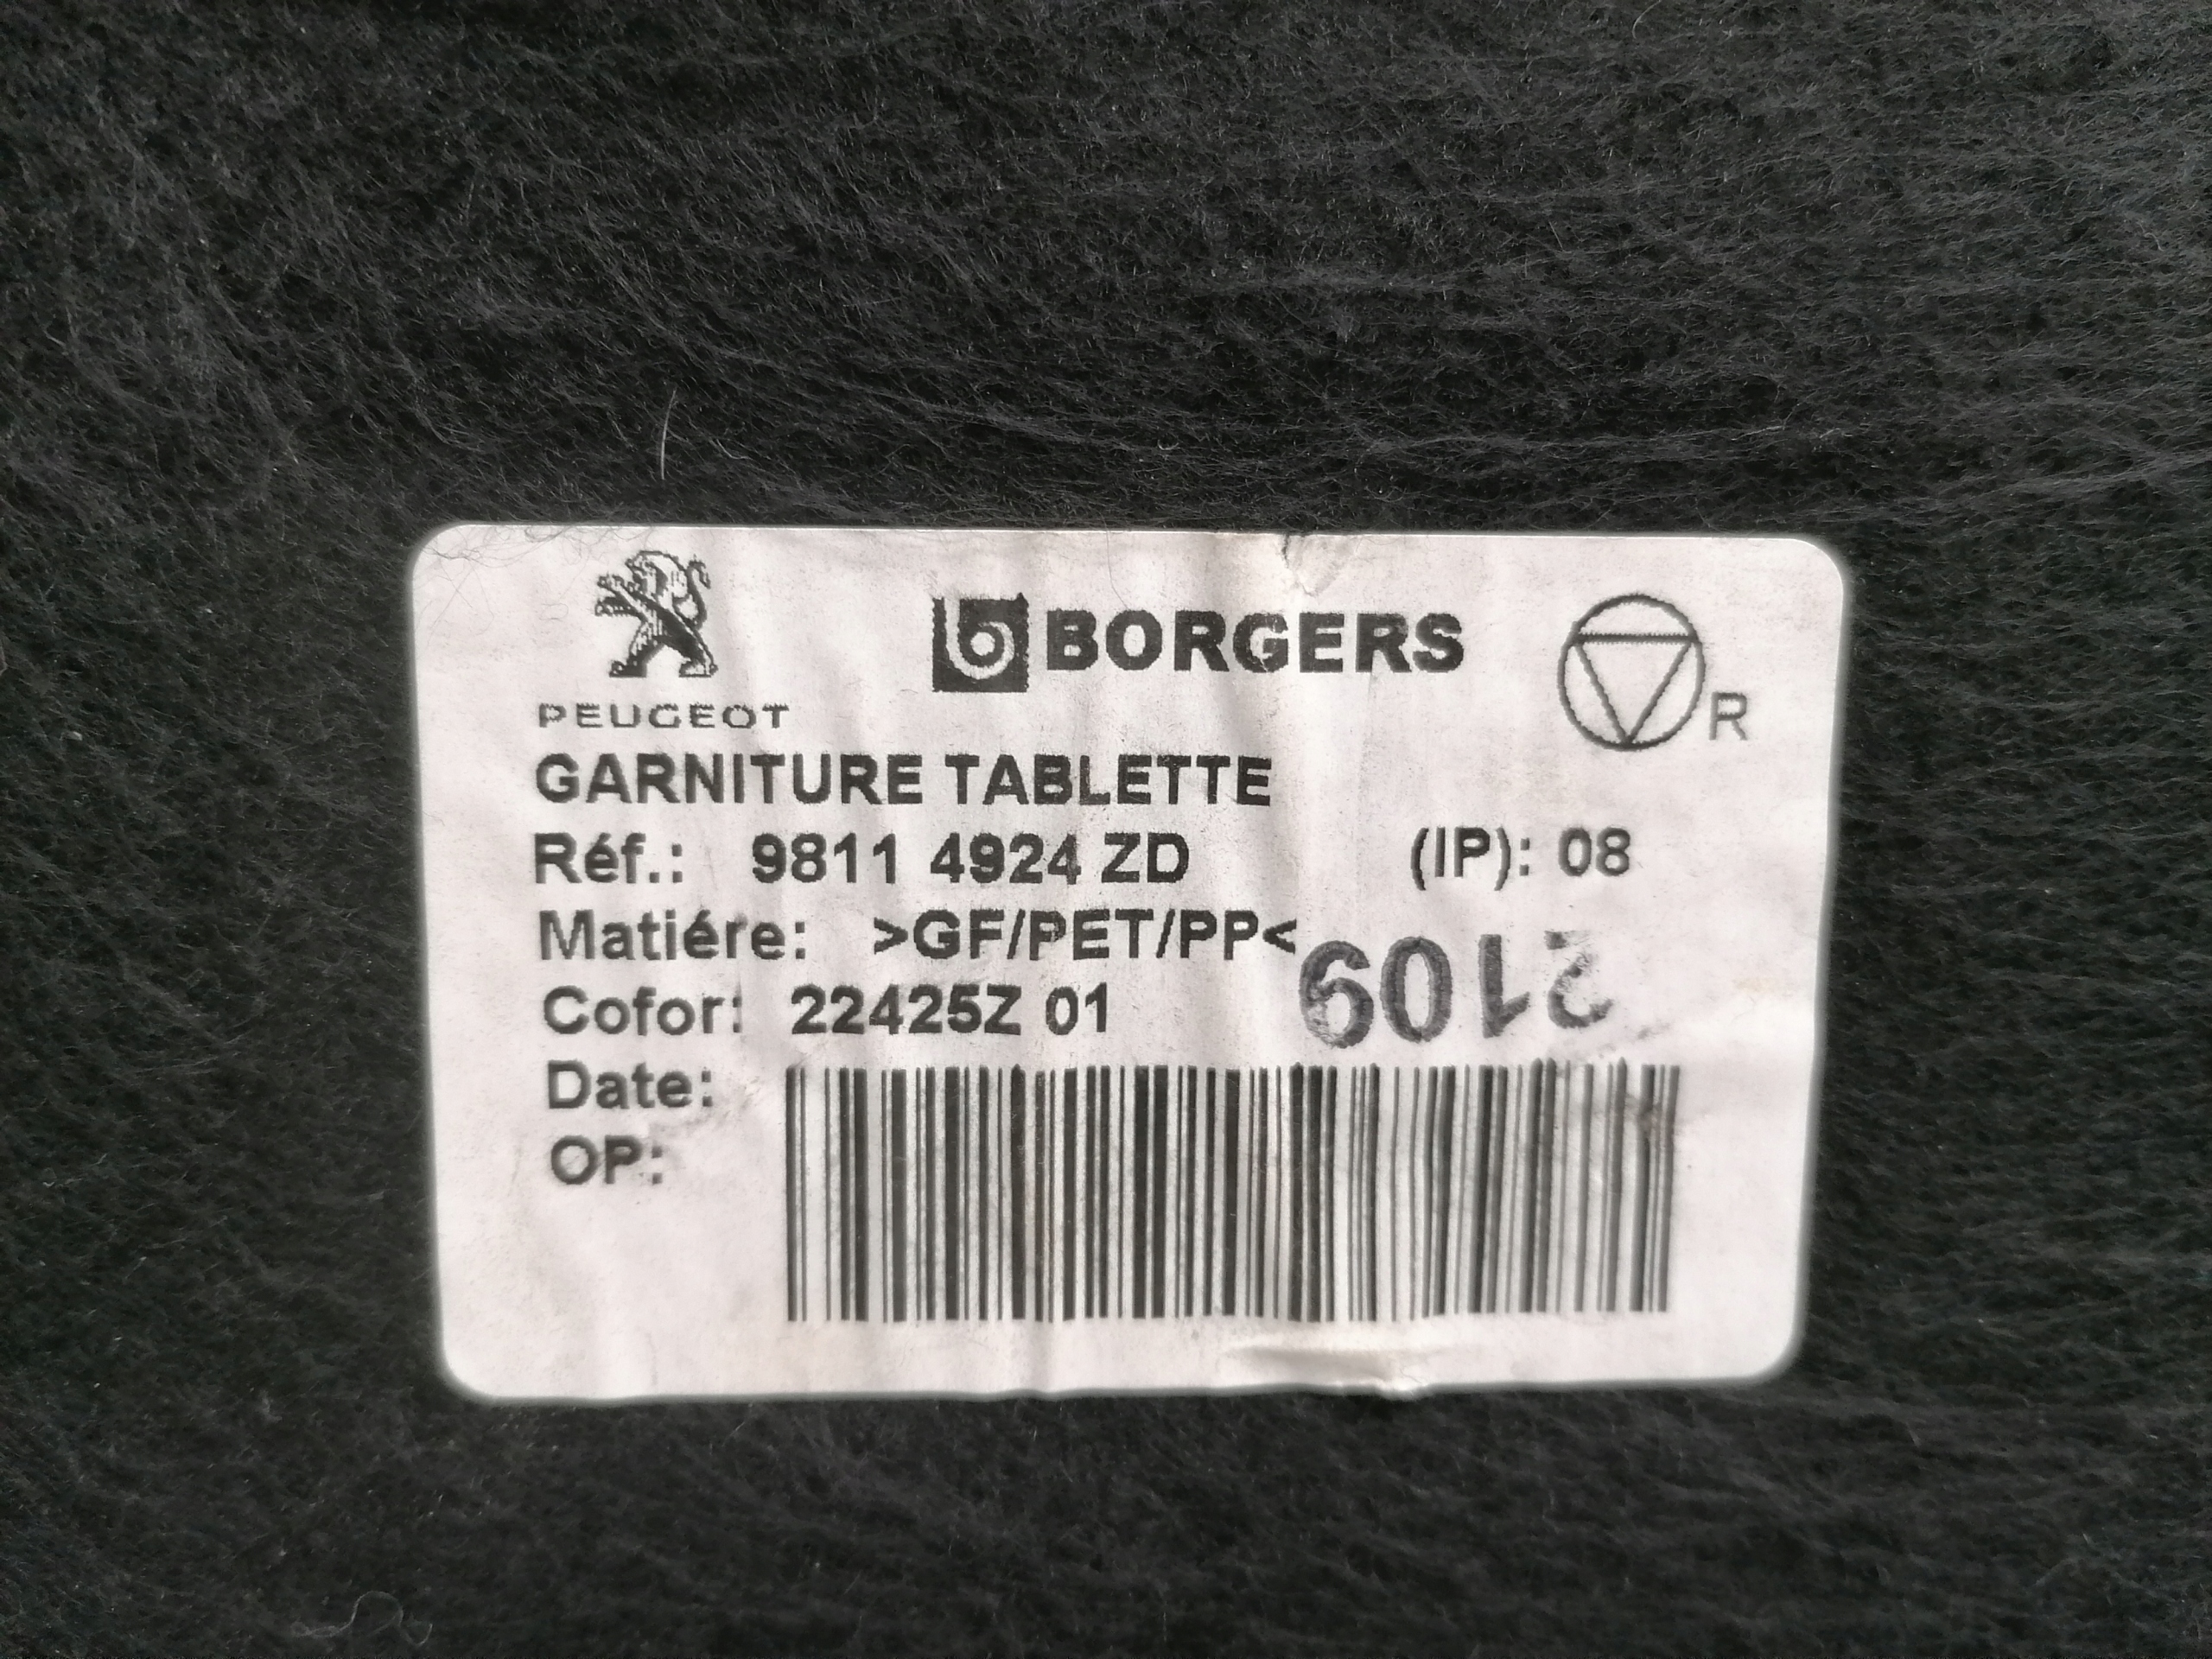 PEUGEOT
BORGERS
R
GARNITURE TABLETTE
Réf.: 9811 4924 ZD (IP): 08
Matiére: >GF/PET/PP<
2109
Cofor: 22425Z 01
Date:
OP: